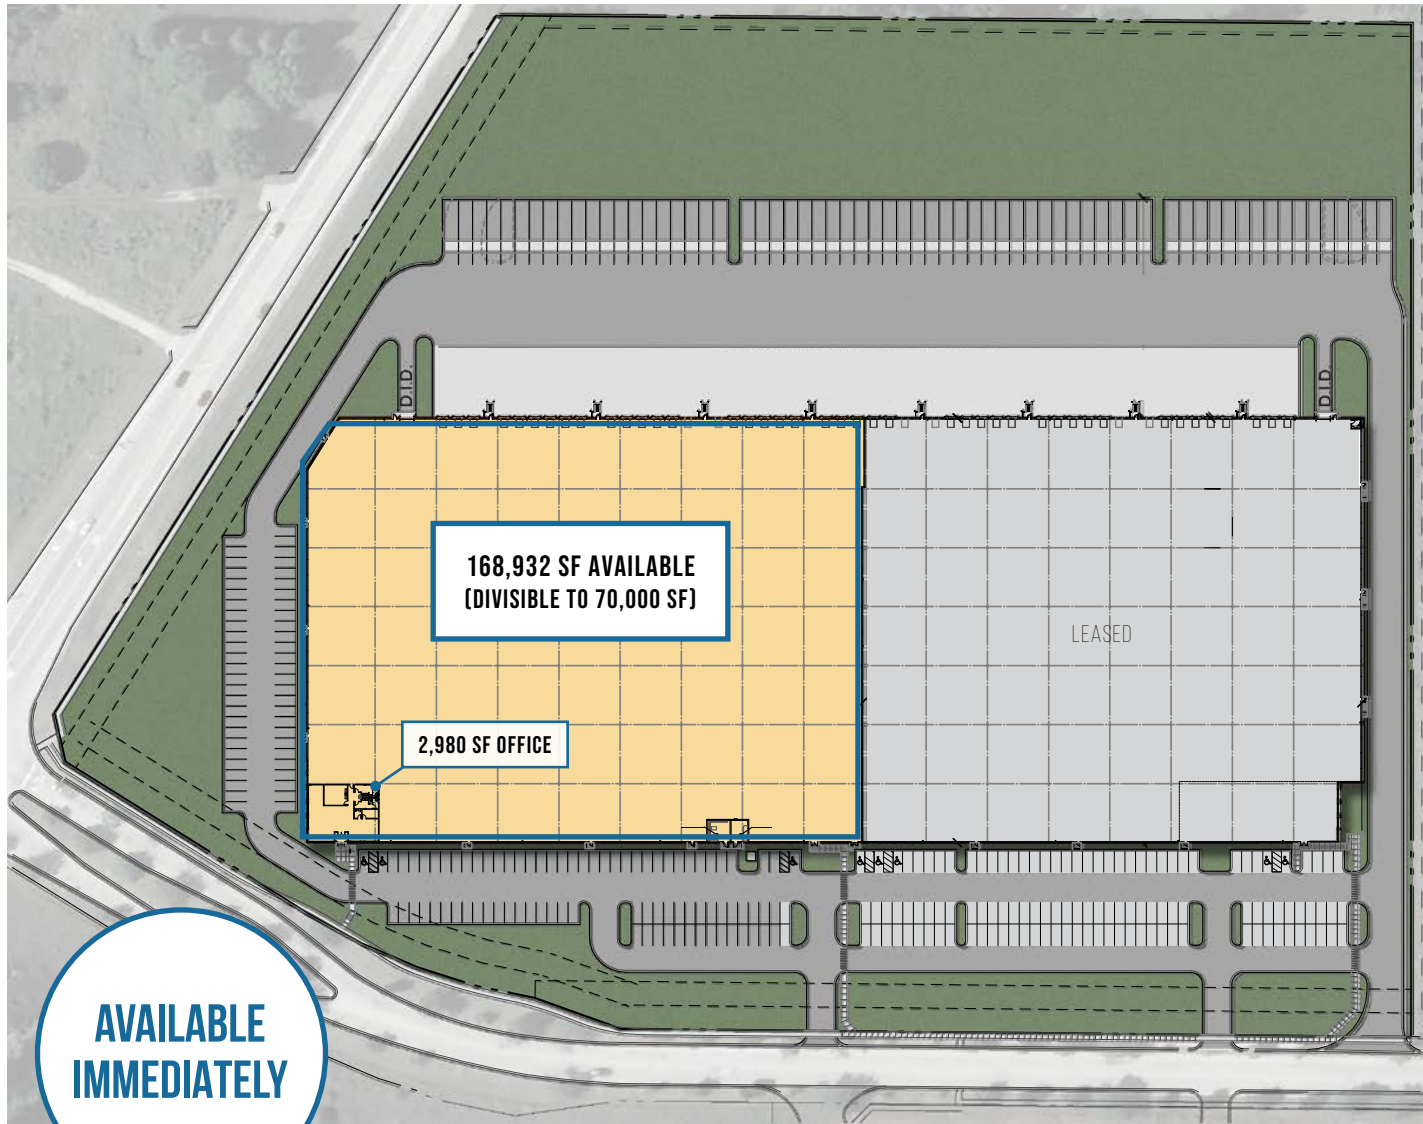 D.I.D.
D.I.D.
168,932 SF AVAILABLE
(DIVISIBLE TO 70,000 SF)
LEASED
2,980 SF OFFICE
AVAILABLE
IMMEDIATELY